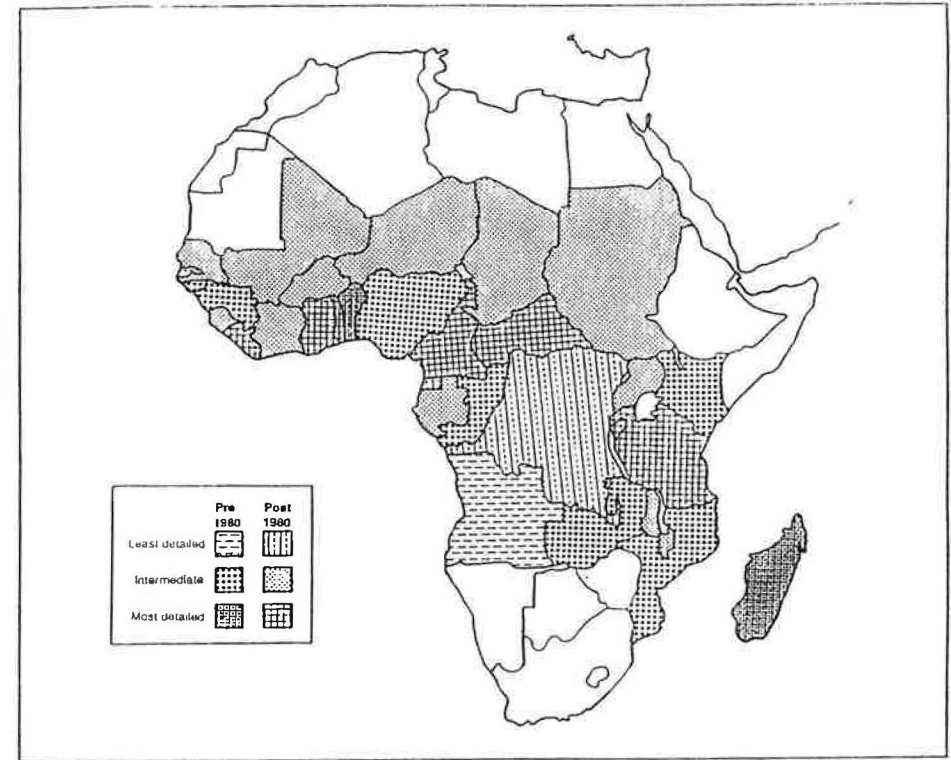 Pre Post
1980 1980
Least detailed
Intermediate
Most detailed